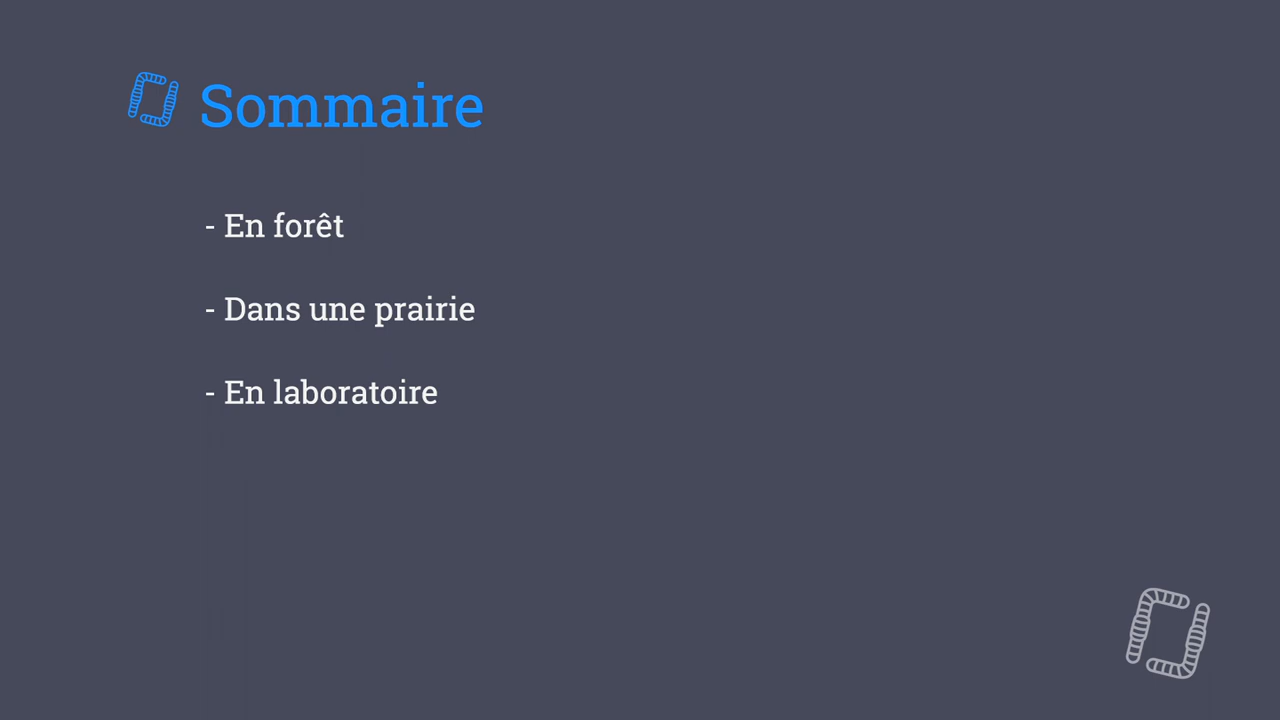 Sommaire
- En forêt
- Dans une prairie
- En laboratoire